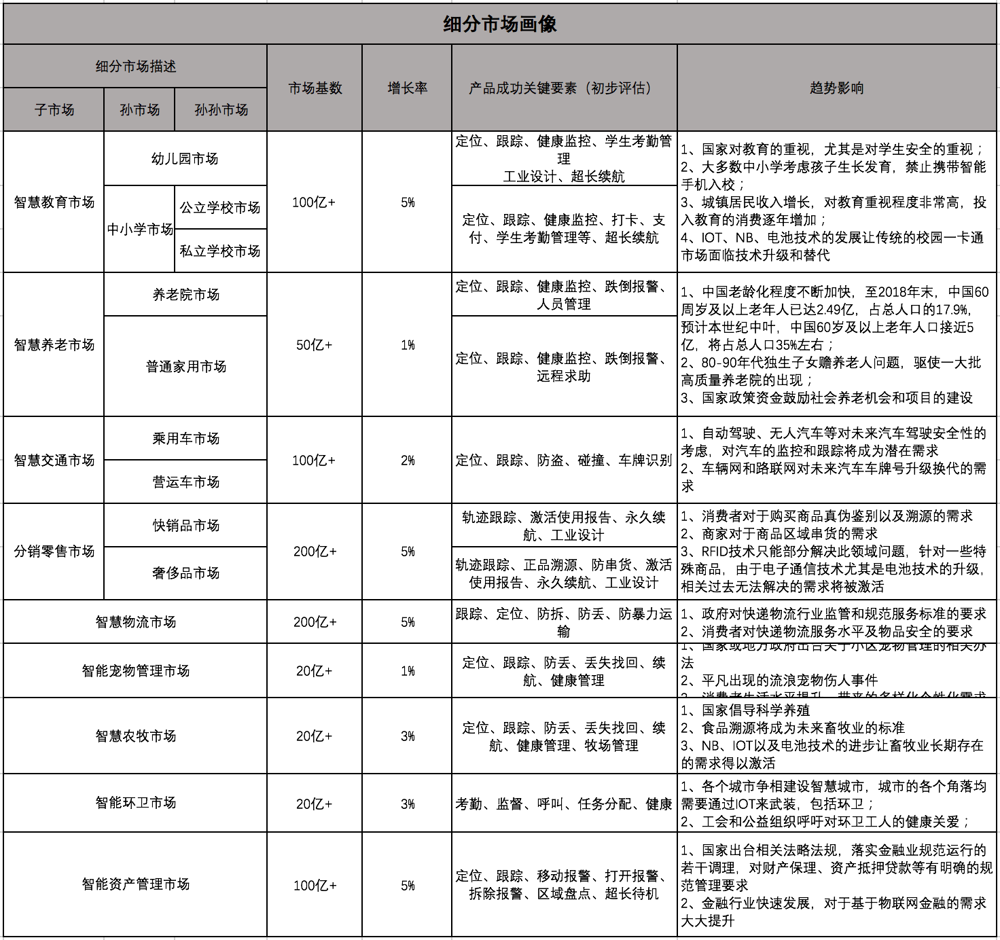 细分市场画像
细分市场描述
市场基数
增长率
产品成功关键要素（初步评估）
趋势影响
子市场
孙市场
孙孙市场
智慧教育市场
幼儿园市场
中小学市场
公立学校市场
私立学校市场
100亿+
5%
定位、跟踪、健康监控、学生考勤管
理
工业设计、超长续航
定位、跟踪、健康监控、打卡、支
付、学生考勤管理等、超长续航
1、国家对教育的重视，尤其是对学生安全的重视；
2、大多数中小学考虑孩子生长发育，禁止携带智能
手机入校；
3、城镇居民收入增长，对教育重视程度非常高，投
入教育的消费逐年增加；
4、IOT、NB、电池技术的发展让传统的校园一卡通
市场面临技术升级和替代
智慧养老市场
养老院市场
普通家用市场
50亿+
1%
定位、跟踪、健康监控、跌倒报警、
人员管理
定位、跟踪、健康监控、跌倒报警、
远程求助
1、中国老龄化程度不断加快，至2018年末，中国60
周岁及以上老年人已达2.49亿，占总人口的17.9%，
预计本世纪中叶，中国60岁及以上老年人口接近5
亿，将占总人口35%左右；
2、80-90年代独生子女赡养老人问题，驱使一大批
高质量养老院的出现；
3、国家政策资金鼓励社会养老机会和项目的建设
智慧交通市场
乘用车市场
营运车市场
100亿+
2%
定位、跟踪、防盗、碰撞、车牌识别
1、自动驾驶、无人汽车等对未来汽车驾驶安全性的
考虑，对汽车的监控和跟踪将成为潜在需求
2、车辆网和路联网对未来汽车车牌号升级换代的需
求
分销零售市场
快销品市场
奢侈品市场
200亿+
5%
轨迹跟踪、激活使用报告、永久续
航、工业设计
轨迹跟踪、正品溯源、防串货、激活
使用报告、永久续航、工业设计
1、消费者对于购买商品真伪鉴别以及溯源的需求
2、商家对于商品区域串货的需求
3、RFID技术只能部分解决此领域问题，针对一些特
殊商品，由于电子通信技术尤其是电池技术的升级，
相关过去无法解决的需求将被激活
智慧物流市场
200亿+
5%
跟踪、定位、防拆、防丢、防暴力运
输
1、政府对快递物流行业监管和规范服务标准的要求
2、消费者对快递物流服务水平及物品安全的要求
智能宠物管理市场
20亿+
1%
定位、跟踪、防丢、丢失找回、续
航、健康管理
1、国家或地方政府出台关于小区宠物管理的相关办
法
2、平凡出现的流浪宠物伤人事件
3、消费者生活水平提升，带来的多样化个性化需求
智慧农牧市场
20亿+
3%
定位、跟踪、防丢、丢失找回、续
航、健康管理、牧场管理
1、国家倡导科学养殖
2、食品溯源将成为未来畜牧业的标准
3、NB、IOT以及电池技术的进步让畜牧业长期存在
的需求得以激活
智能环卫市场
20亿+
3%
考勤、监督、呼叫、任务分配、健康
1、各个城市争相建设智慧城市，城市的各个角落均
需要通过IOT来武装，包括环卫；
2、工会和公益组织呼吁对环卫工人的健康关爱；
智能资产管理市场
100亿+
5%
定位、跟踪、移动报警、打开报警、
拆除报警、区域盘点、超长待机
1、国家出台相关法略法规，落实金融业规范运行的
若干调理，对财产保理、资产抵押贷款等有明确的规
范管理要求
2、金融行业快速发展，对于基于物联网金融的需求
大大提升